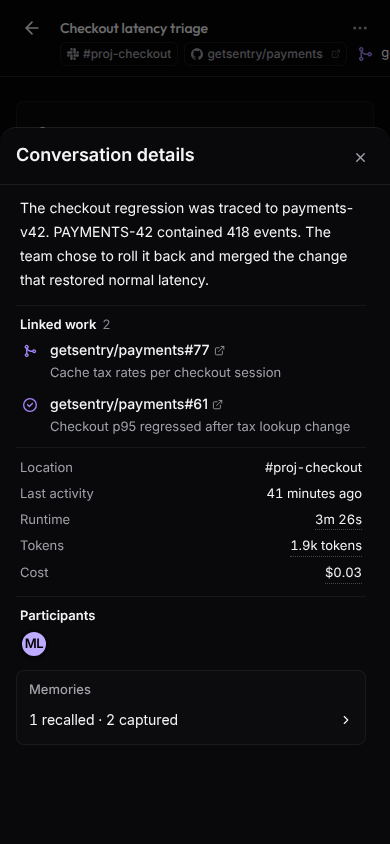 Checkout latency triage
#proj-checkout
getsentry/payments
g
Conversation details
The checkout regression was traced to payments-
v42. PAYMENTS-42 contained 418 events. The
team chose to roll it back and merged the change
that restored normal latency.
Linked work 2
getsentry/payments#77
Cache tax rates per checkout session
getsentry/payments#61
Checkout p95 regressed after tax lookup change
Location #proj-checkout
Last activity 41 minutes ago
Runtime 3m 26s
Tokens 1.9k tokens
Cost $0.03
Participants
ML
Memories
1 recalled · 2 captured